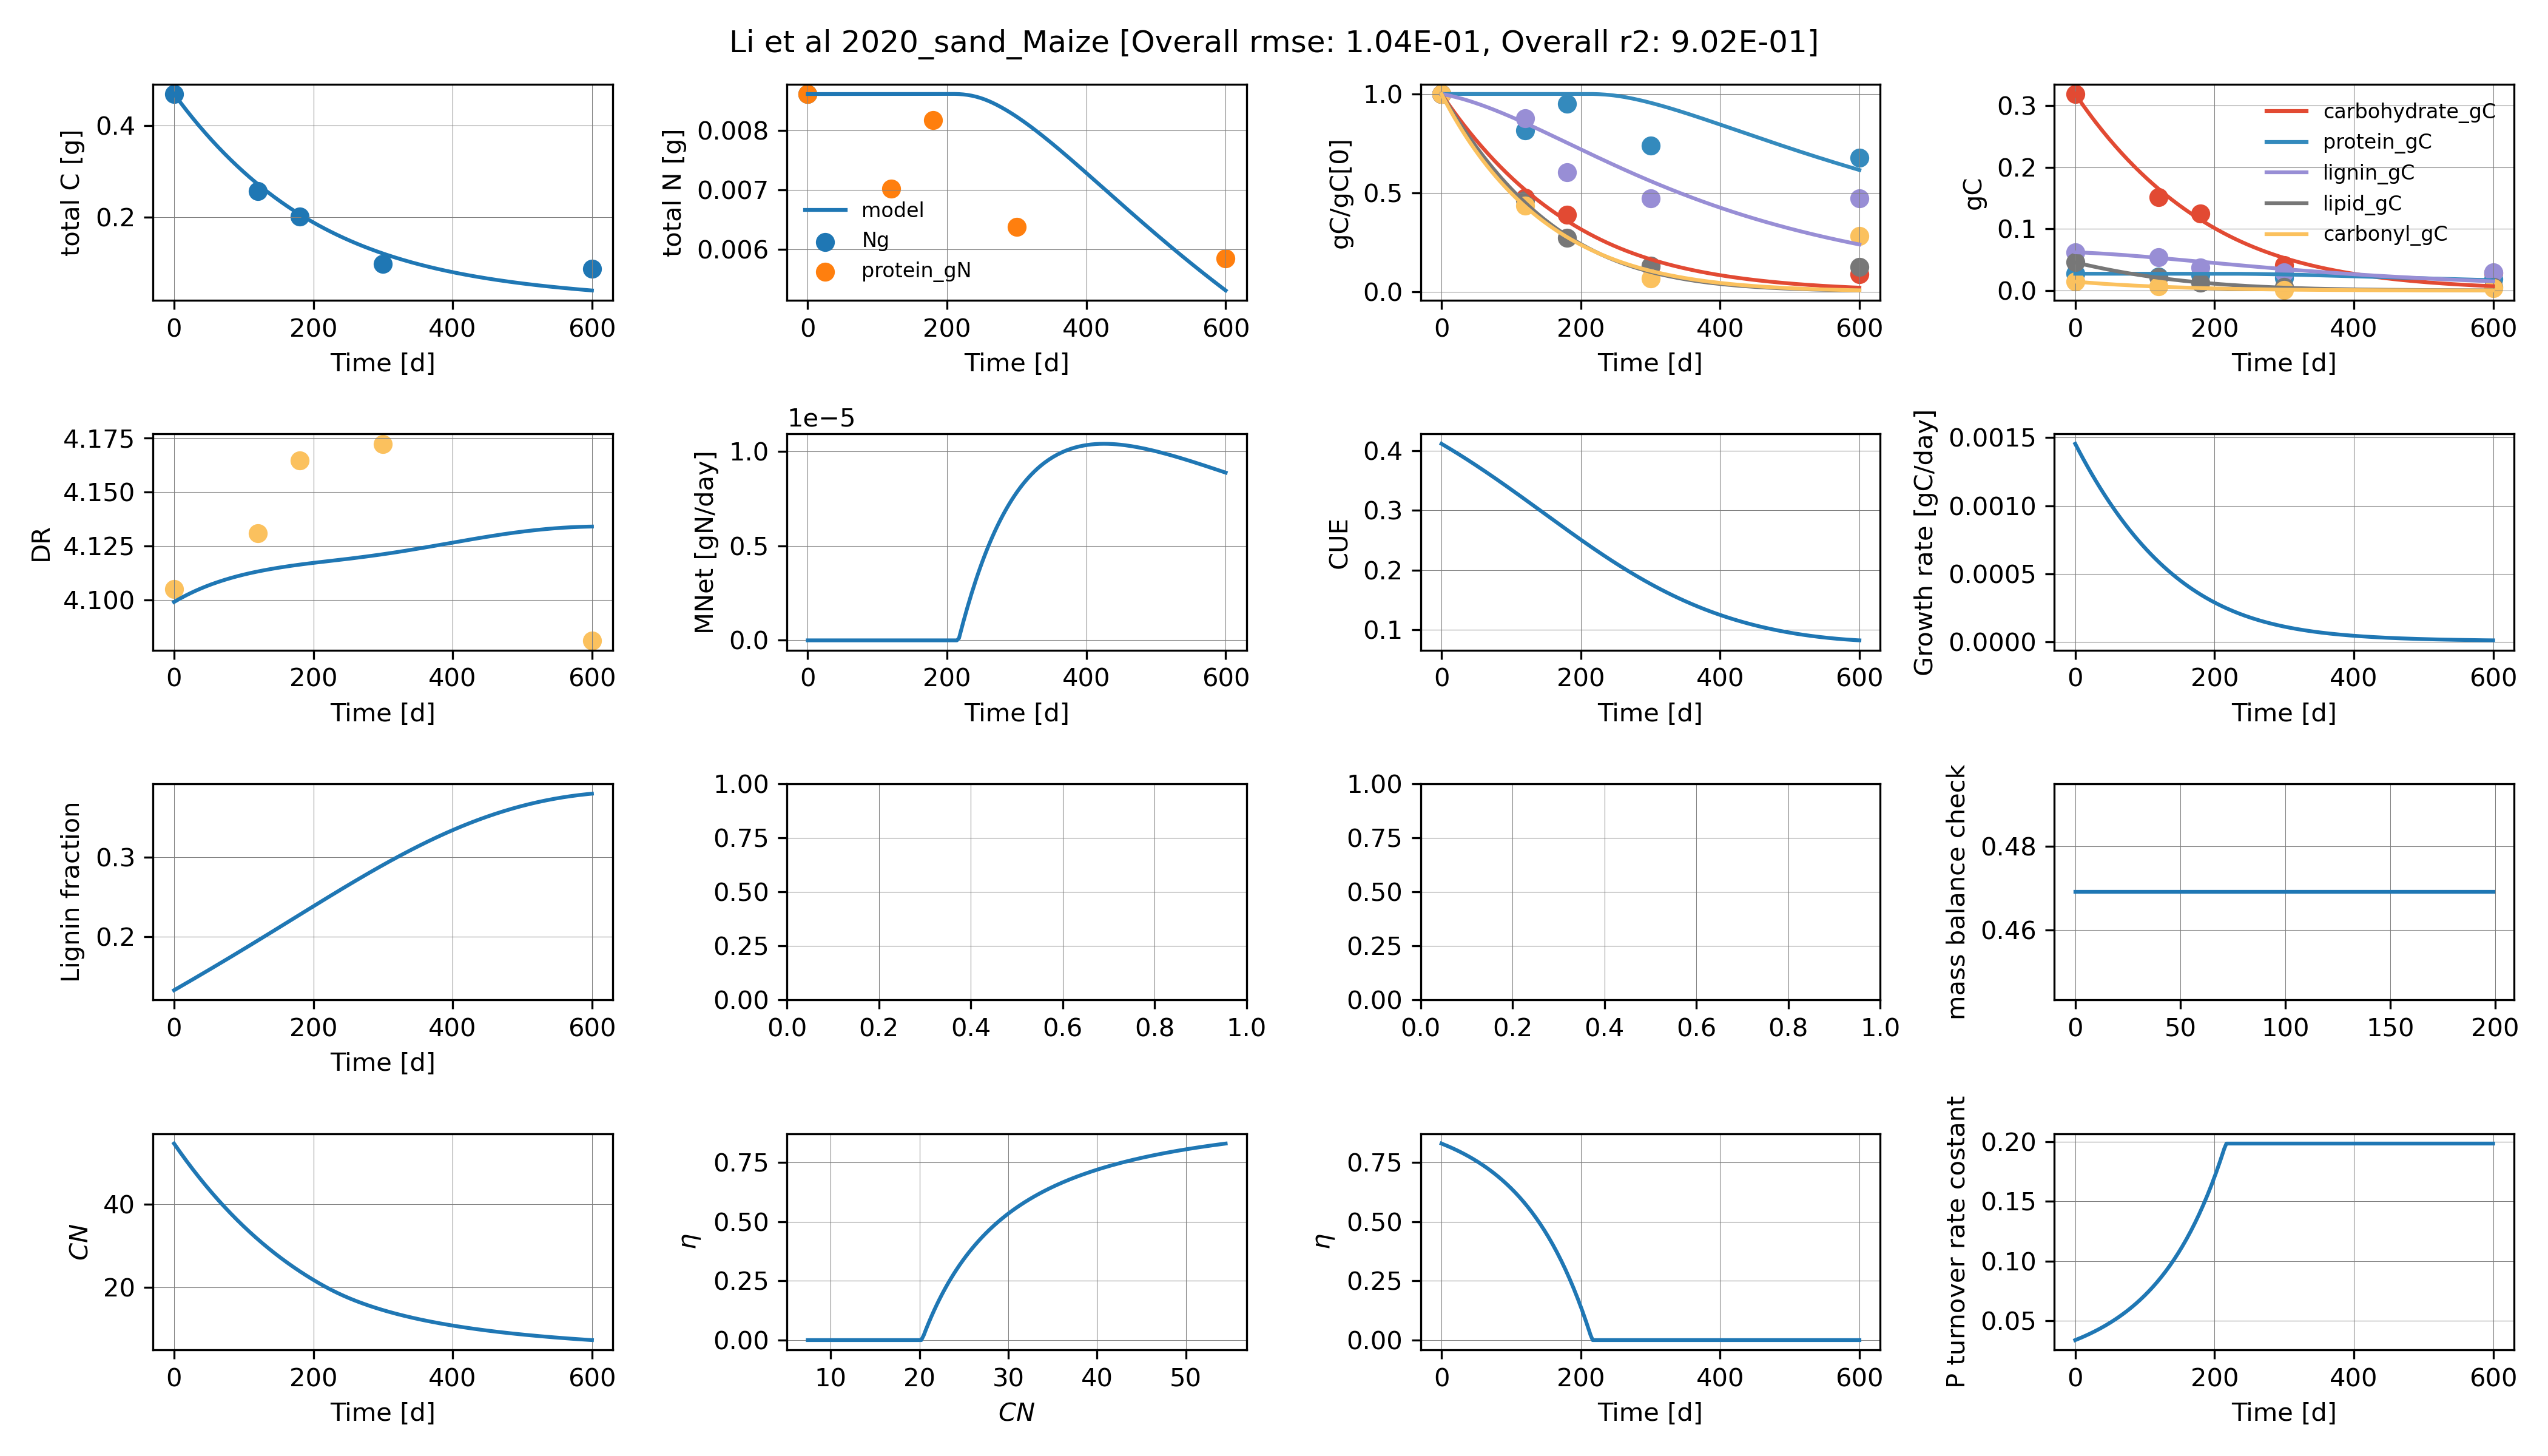 Li et al 2020_sand_Maize [Overall rmse: 1.04E-01, Overall r2: 9.02E-01]
total C [g]
0.4
0.2
0 200 400 600
Time [d]
total N [g]
0.008
0.007
0.006
model
Ng
protein_gN
0 200 400 600
Time [d]
gC/gC[0]
1.0
0.5
0.0
0 200 400 600
Time [d]
gC
0.3
0.2
0.1
0.0
carbohydrate_gC
protein_gC
lignin_gC
lipid_gC
carbonyl_gC
0 200 400 600
Time [d]
DR
4.175
4.150
4.125
4.100
0 200 400 600
Time [d]
1e−5
MNet [gN/day]
1.0
0.5
0.0
0 200 400 600
Time [d]
CUE
0.4
0.3
0.2
0.1
0 200 400 600
Time [d]
Growth rate [gC/day]
0.0015
0.0010
0.0005
0.0000
0 200 400 600
Time [d]
Lignin fraction
0.3
0.2
0 200 400 600
Time [d]
1.00
0.75
0.50
0.25
0.00
0.0 0.2 0.4 0.6 0.8 1.0
1.00
0.75
0.50
0.25
0.00
0.0 0.2 0.4 0.6 0.8 1.0
mass balance check
0.48
0.46
0 50 100 150 200
CN
40
20
0 200 400 600
Time [d]
η
0.75
0.50
0.25
0.00
10 20 30 40 50
CN
η
0.75
0.50
0.25
0.00
0 200 400 600
Time [d]
P turnover rate costant
0.20
0.15
0.10
0.05
0 200 400 600
Time [d]